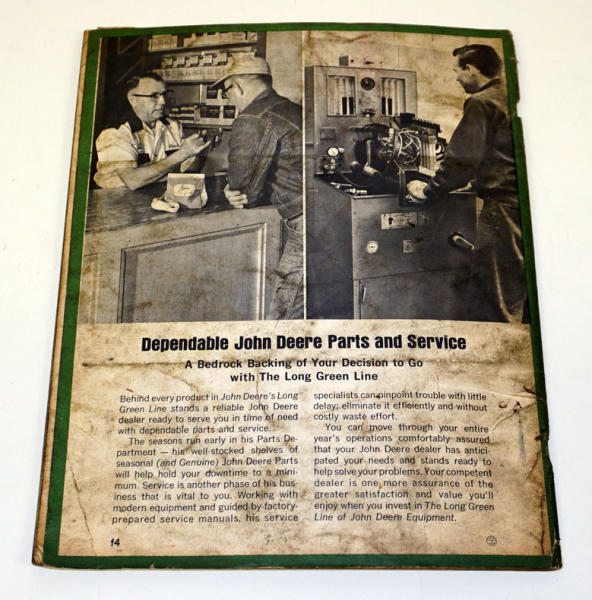 Dependable John Deere Parts and Service
A Bedrock Backing of Your Decision to Go
with The Long Green Line
Behind every product in John Deere's Long
Green Line stands a reliable John Deere
dealer ready to serve you in time of need
with dependable parts and service.
The seasons run early in his Parts De-
partment — his well-stocked shelves of
seasonal (and Genuine) John Deere Parts
will help hold your downtime to a mini-
mum. Service is another phase of his bus-
iness that is vital to you. Working with
modern equipment and guided by factory-
prepared service manuals, his service
specialists can pinpoint trouble with little
delay, eliminate it efficiently and without
costly waste effort.
You can move through your entire
year's operations comfortably assured
that your John Deere dealer has antici-
pated your needs and stands ready to
help solve your problems. Your competent
dealer is one more assurance of the
greater satisfaction and value you'll
enjoy when you invest in The Long Green
Line of John Deere Equipment.
14